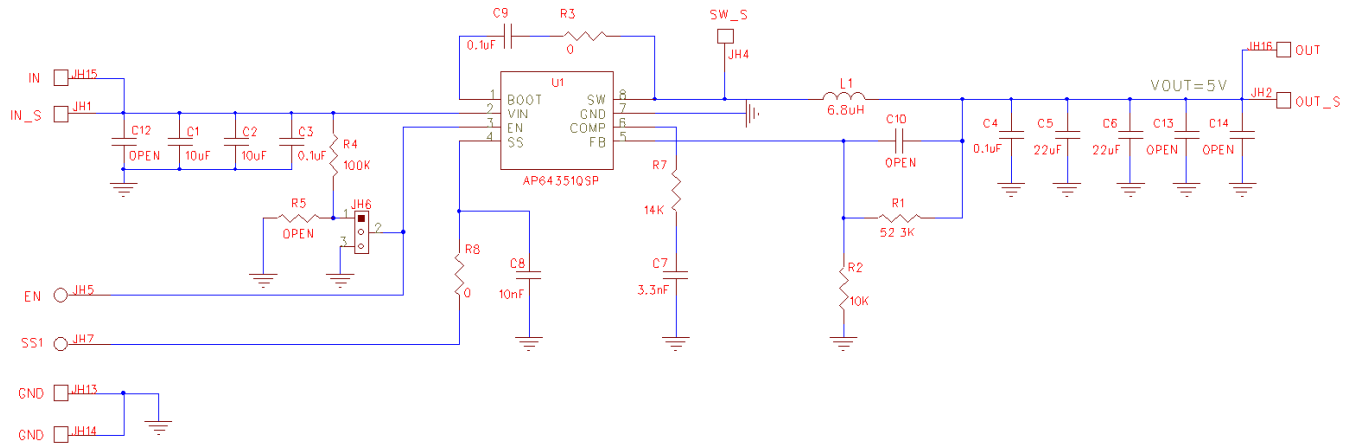 C9
0.1uF
R3
0
SW_S
JH4
IN
JH15
IN_S
JH1
U1
1
BOOT
SW
8
2
VIN
GND
7
3
EN
COMP
6
4
SS
FB
5
AP64351QSP
L1
6.8uH
VOUT=5V
JH16
OUT
JH2
OUT_S
C12
OPEN
C1
10uF
C2
10uF
C3
0.1uF
R4
100K
C10
OPEN
C4
0.1uF
C5
22uF
C6
22uF
C13
OPEN
C14
OPEN
R5
OPEN
JH6
1
2
3
R7
14K
R1
52.3K
R8
0
C8
10nF
C7
3.3nF
R2
10K
EN
JH5
SS1
JH7
GND
JH13
GND
JH14